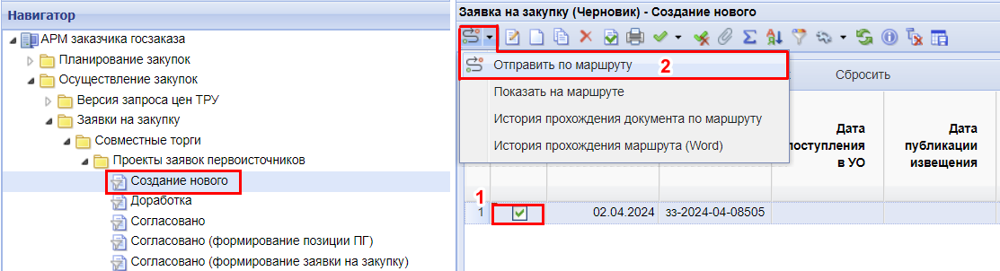 Навигатор
АРМ заказчика госзаказа
Планирование закупок
Осуществление закупок
Версия запроса цен ТРУ
Заявки на закупку
Совместные торги
Проекты заявок первоисточников
Создание нового
Доработка
Согласовано
Согласовано (формирование позиции ПГ)
Согласовано (формирование заявки на закупку)
Заявка на закупку (Черновик) - Создание нового
Отправить по маршруту 2
Показать на маршруте
История прохождения документа по маршруту
История прохождения маршрута (Word)
Сбросить
Дата
поступления
в УО
Дата
публикации
извещения
1
1 02.04.2024 зз-2024-04-08505